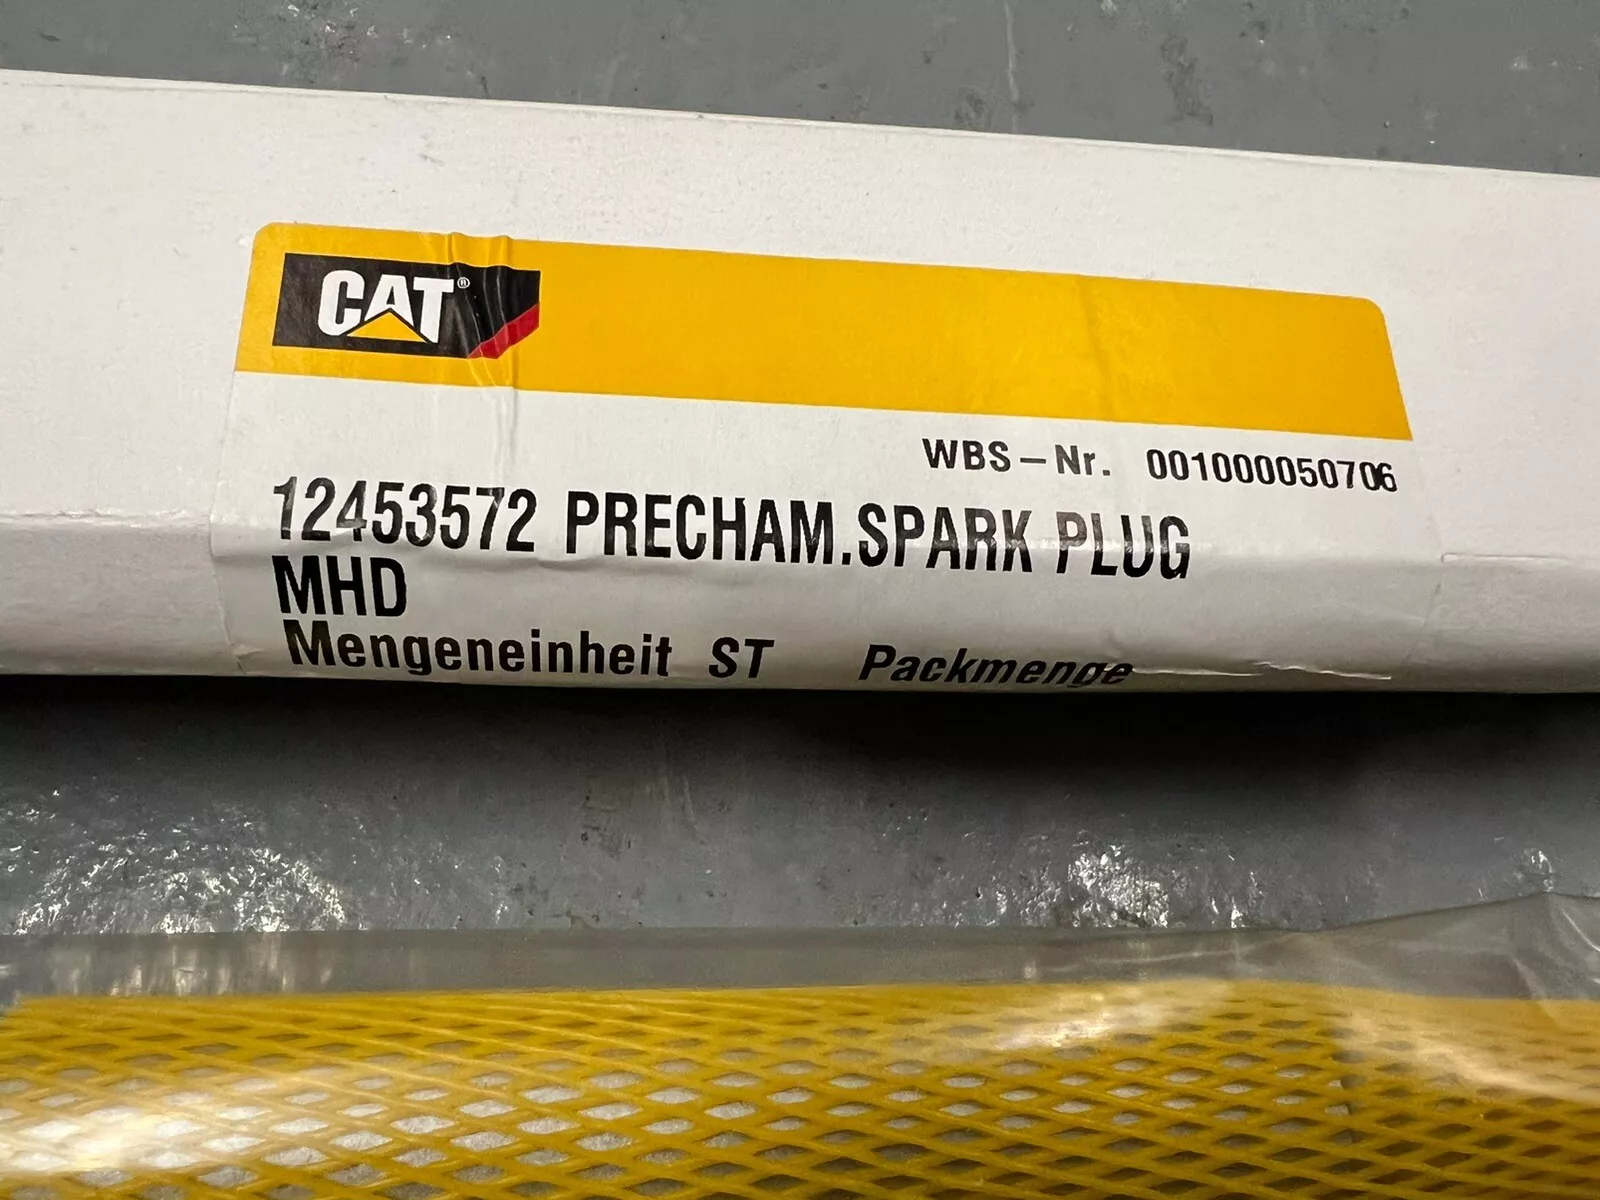 CAT®
WBS-Nr. 001000050706
12453572 PRECHAM.SPARK PLUG
MHD
Mengeneinheit ST Packmenge